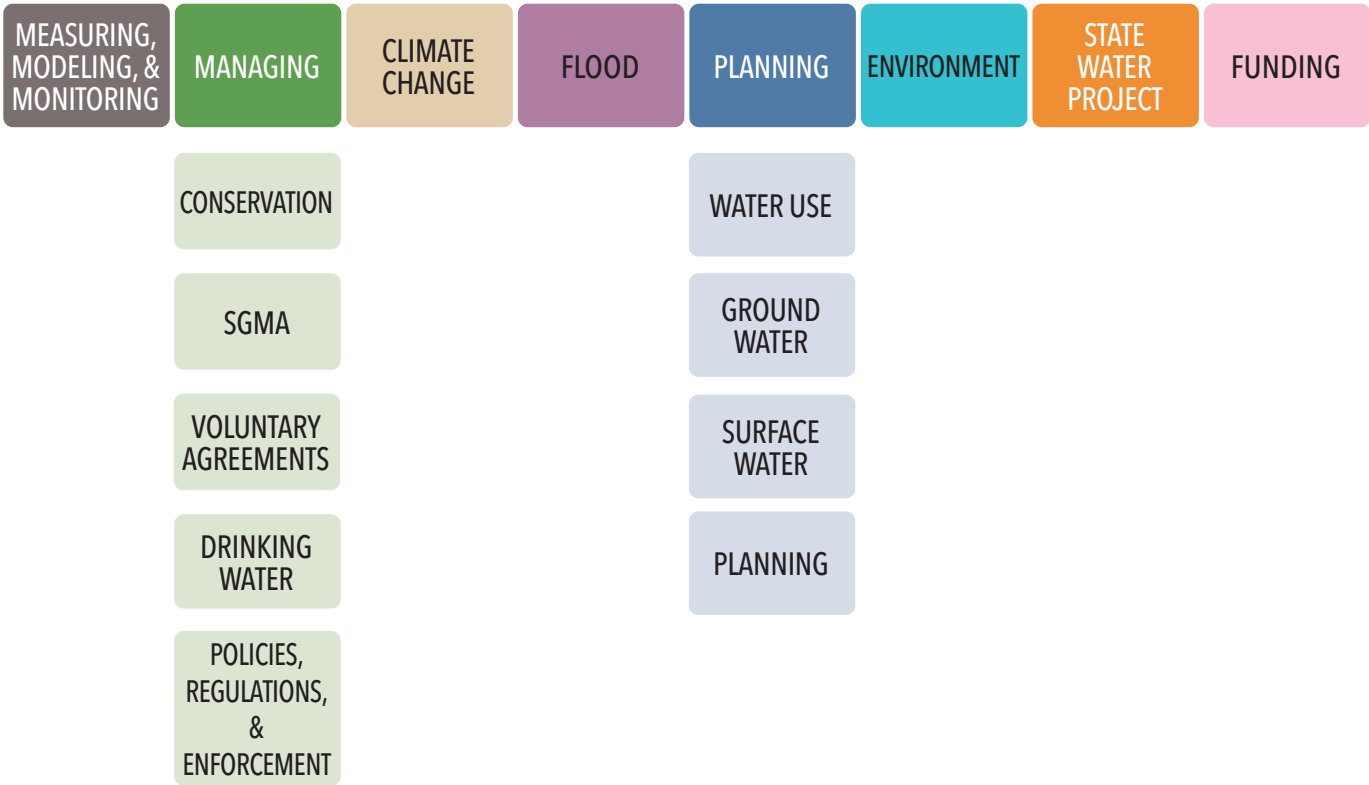 MEASURING,
MODELING, &
MONITORING
MANAGING
CLIMATE
CHANGE
FLOOD
PLANNING
ENVIRONMENT
STATE
WATER
PROJECT
FUNDING
CONSERVATION
SGMA
VOLUNTARY
AGREEMENTS
DRINKING
WATER
POLICIES,
REGULATIONS,
&
ENFORCEMENT
WATER USE
GROUND
WATER
SURFACE
WATER
PLANNING